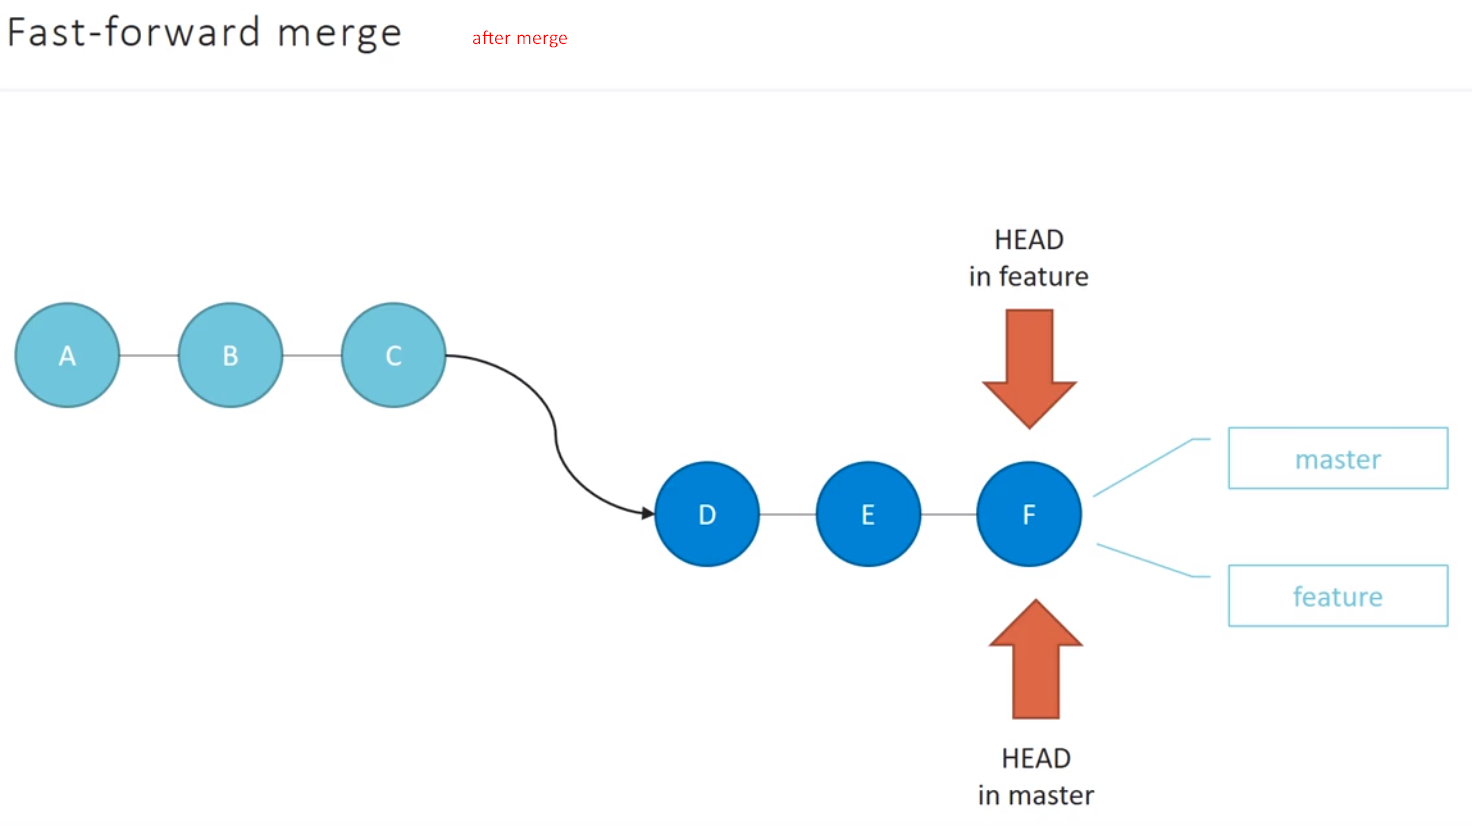 Fast-forward merge
after merge
HEAD
in feature
A
B
C
master
D
E
F
feature
HEAD
in master